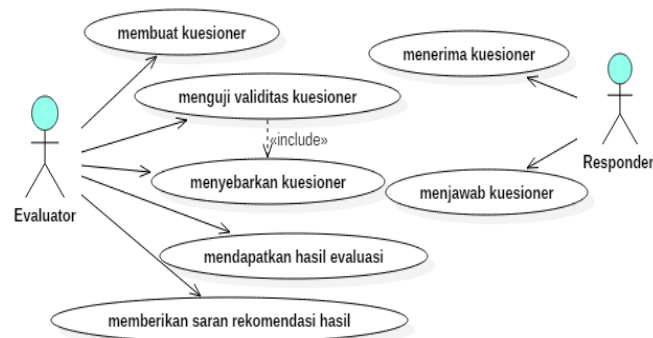 membuat kuesioner
menerima kuesioner
menguji validitas kuesioner
«include»
menyebarkan kuesioner
menjawab kuesioner
Evaluator
Responder
mendapatkan hasil evaluasi
memberikan saran rekomendasi hasil